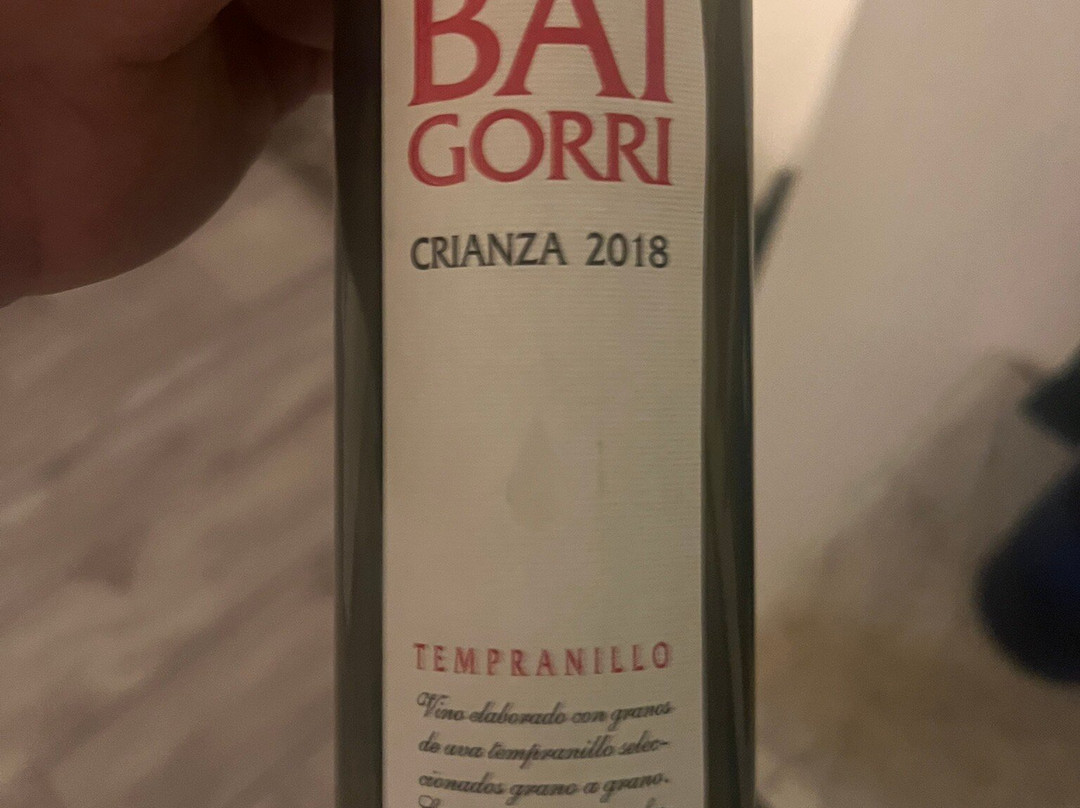 BAI
GORRI
CRIANZA 2018
TEMPRANILLO
Vino elaborado con granos
de uva tempranillo selec-
cionados grano a grano.